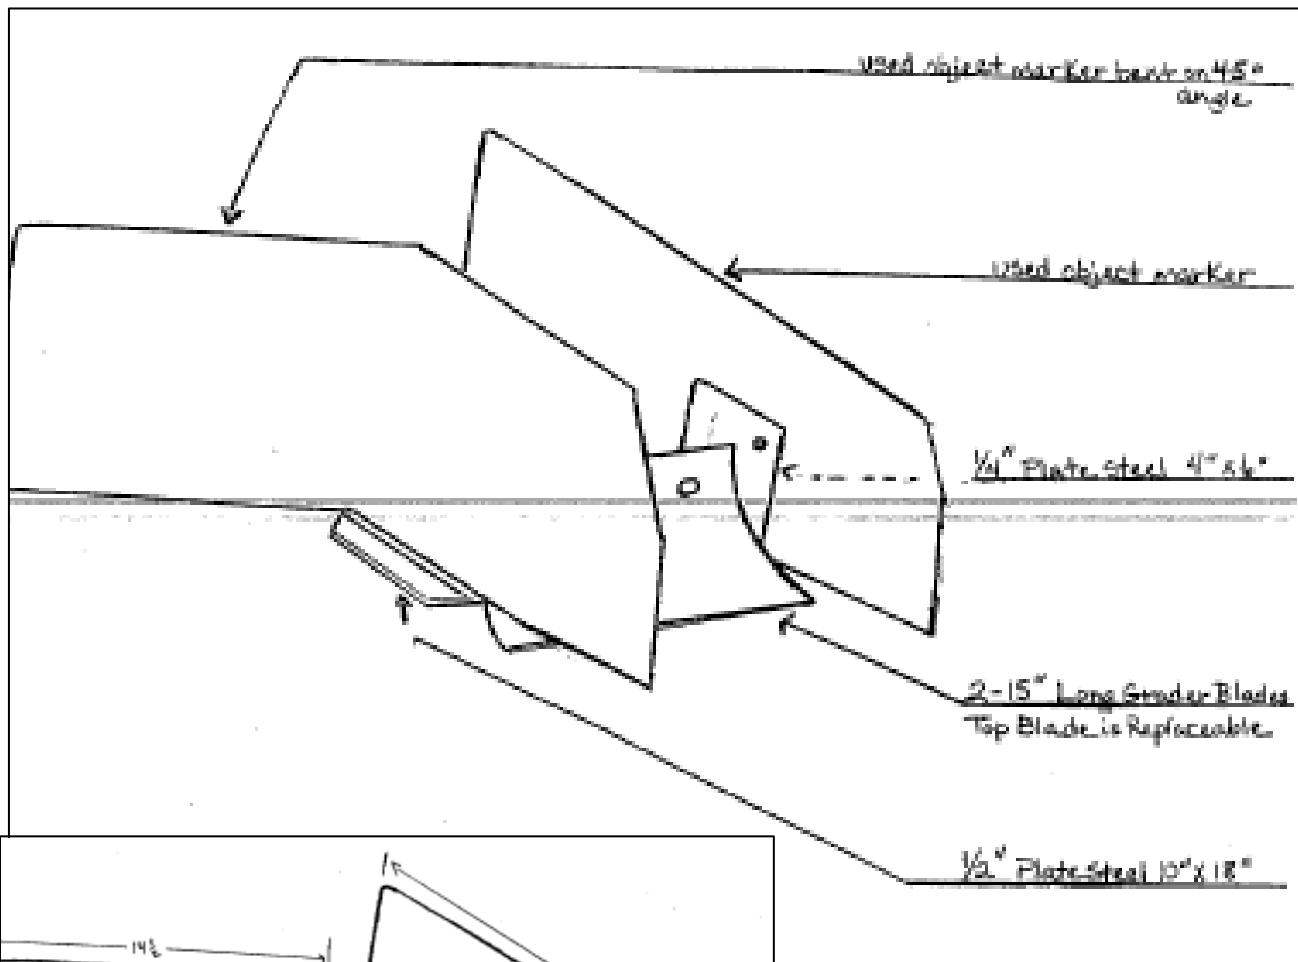 Used object marker bent on 45°
angle
Used object marker
1/4" Plate Steel 4" x 6"
2-15" Long Grader Blades
Top Blade is Replaceable
1/2" Plate Steel 10" x 18"
14½